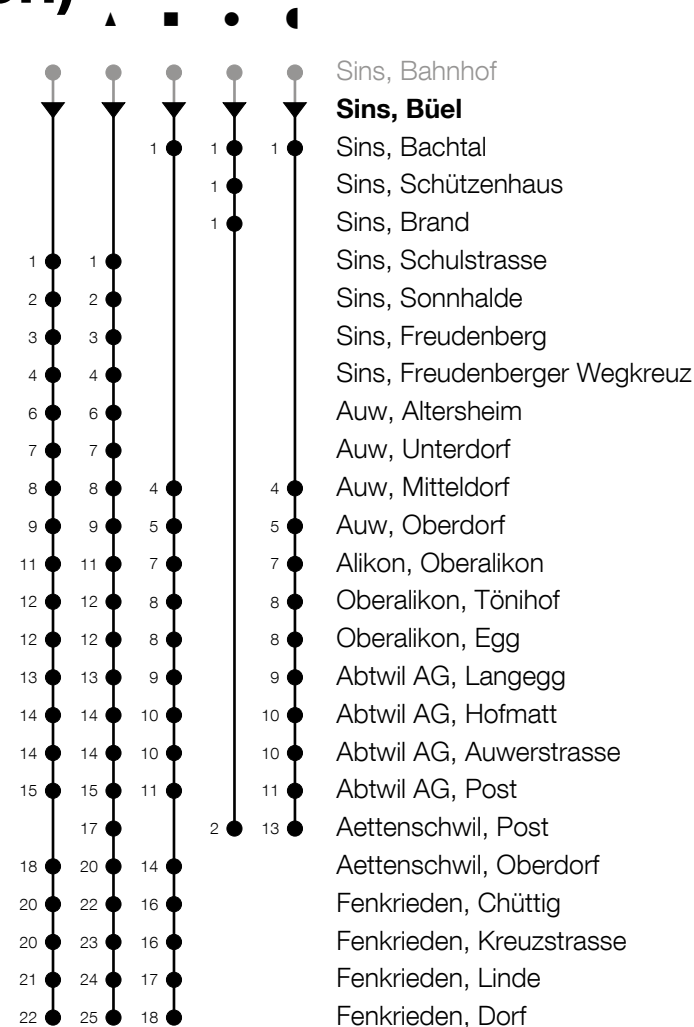 ▲ ■ ● ◖
Sins, Bahnhof
Sins, Büel
1 1 1 Sins, Bachtal
1 Sins, Schützenhaus
1 Sins, Brand
1 1 Sins, Schulstrasse
2 2 Sins, Sonnhalde
3 3 Sins, Freudenberg
4 4 Sins, Freudenberger Wegkreuz
6 6 Auw, Altersheim
7 7 Auw, Unterdorf
8 8 4 4 Auw, Mitteldorf
9 9 5 5 Auw, Oberdorf
11 11 7 7 Alikon, Oberalikon
12 12 8 8 Oberalikon, Tönihof
12 12 8 8 Oberalikon, Egg
13 13 9 9 Abtwil AG, Langegg
14 14 10 10 Abtwil AG, Hofmatt
14 14 10 10 Abtwil AG, Auwerstrasse
15 15 11 11 Abtwil AG, Post
17 2 13 Aettenschwil, Post
18 20 14 Aettenschwil, Oberdorf
20 22 16 Fenkrieden, Chüttig
20 23 16 Fenkrieden, Kreuzstrasse
21 24 17 Fenkrieden, Linde
22 25 18 Fenkrieden, Dorf